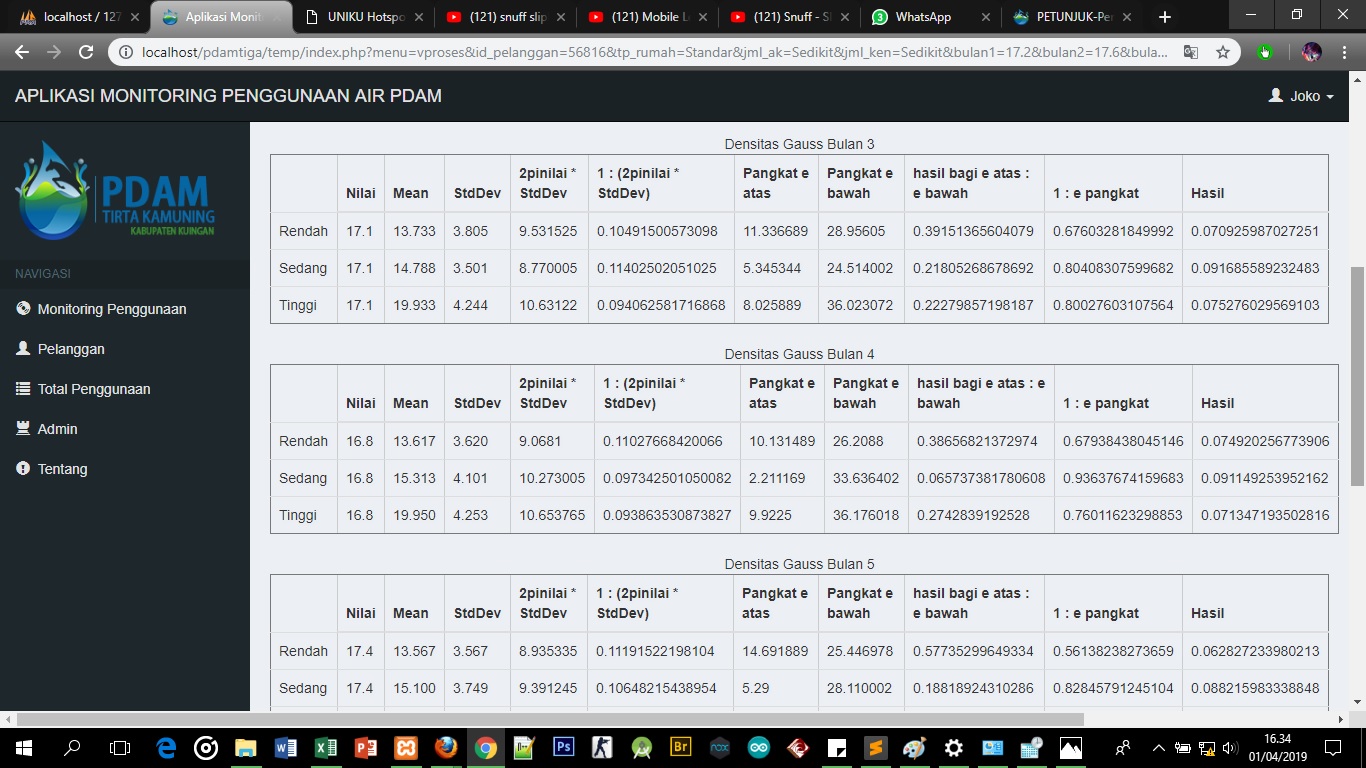 localhost / 127
Aplikasi Monito
UNIKU Hotspo
(121) snuff slip
(121) Mobile L
(121) Snuff - S
WhatsApp
PETUNJUK-Per
localhost/pdamtiga/temp/index.php?menu=vproses&id_pelanggan=56816&tp_rumah=Standar&jml_ak=Sedikit&jml_ken=Sedikit&bulan1=17.2&bulan2=17.6&bula...
APLIKASI MONITORING PENGGUNAAN AIR PDAM
Joko
PDAM
TIRTA KAMUNING
KABUPATEN KUINGAN
NAVIGASI
Monitoring Penggunaan
Pelanggan
Total Penggunaan
Admin
Tentang
Densitas Gauss Bulan 3
Nilai Mean StdDev 2pinilai * StdDev 1 : (2pinilai * StdDev) Pangkat e atas Pangkat e bawah hasil bagi e atas : e bawah 1 : e pangkat Hasil
Rendah 17.1 13.733 3.805 9.531525 0.10491500573098 11.336689 28.95605 0.39151365604079 0.67603281849992 0.070925987027251
Sedang 17.1 14.788 3.501 8.770005 0.11402502051025 5.345344 24.514002 0.21805268678692 0.80408307599682 0.091685589232483
Tinggi 17.1 19.933 4.244 10.63122 0.094062581716868 8.025889 36.023072 0.22279857198187 0.80027603107564 0.075276029569103
Densitas Gauss Bulan 4
Nilai Mean StdDev 2pinilai * StdDev 1 : (2pinilai * StdDev) Pangkat e atas Pangkat e bawah hasil bagi e atas : e bawah 1 : e pangkat Hasil
Rendah 16.8 13.617 3.620 9.0681 0.11027668420066 10.131489 26.2088 0.38656821372974 0.67938438045146 0.074920256773906
Sedang 16.8 15.313 4.101 10.273005 0.097342501050082 2.211169 33.636402 0.065737381780608 0.93637674159683 0.091149253952162
Tinggi 16.8 19.950 4.253 10.653765 0.093863530873827 9.9225 36.176018 0.2742839192528 0.76011623298853 0.071347193502816
Densitas Gauss Bulan 5
Nilai Mean StdDev 2pinilai * StdDev 1 : (2pinilai * StdDev) Pangkat e atas Pangkat e bawah hasil bagi e atas : e bawah 1 : e pangkat Hasil
Rendah 17.4 13.567 3.567 8.935335 0.11191522198104 14.691889 25.446978 0.57735299649334 0.56138238273659 0.062827233980213
Sedang 17.4 15.100 3.749 9.391245 0.10648215438954 5.29 28.110002 0.18818924310286 0.82845791245104 0.088215983338848
16.34
01/04/2019